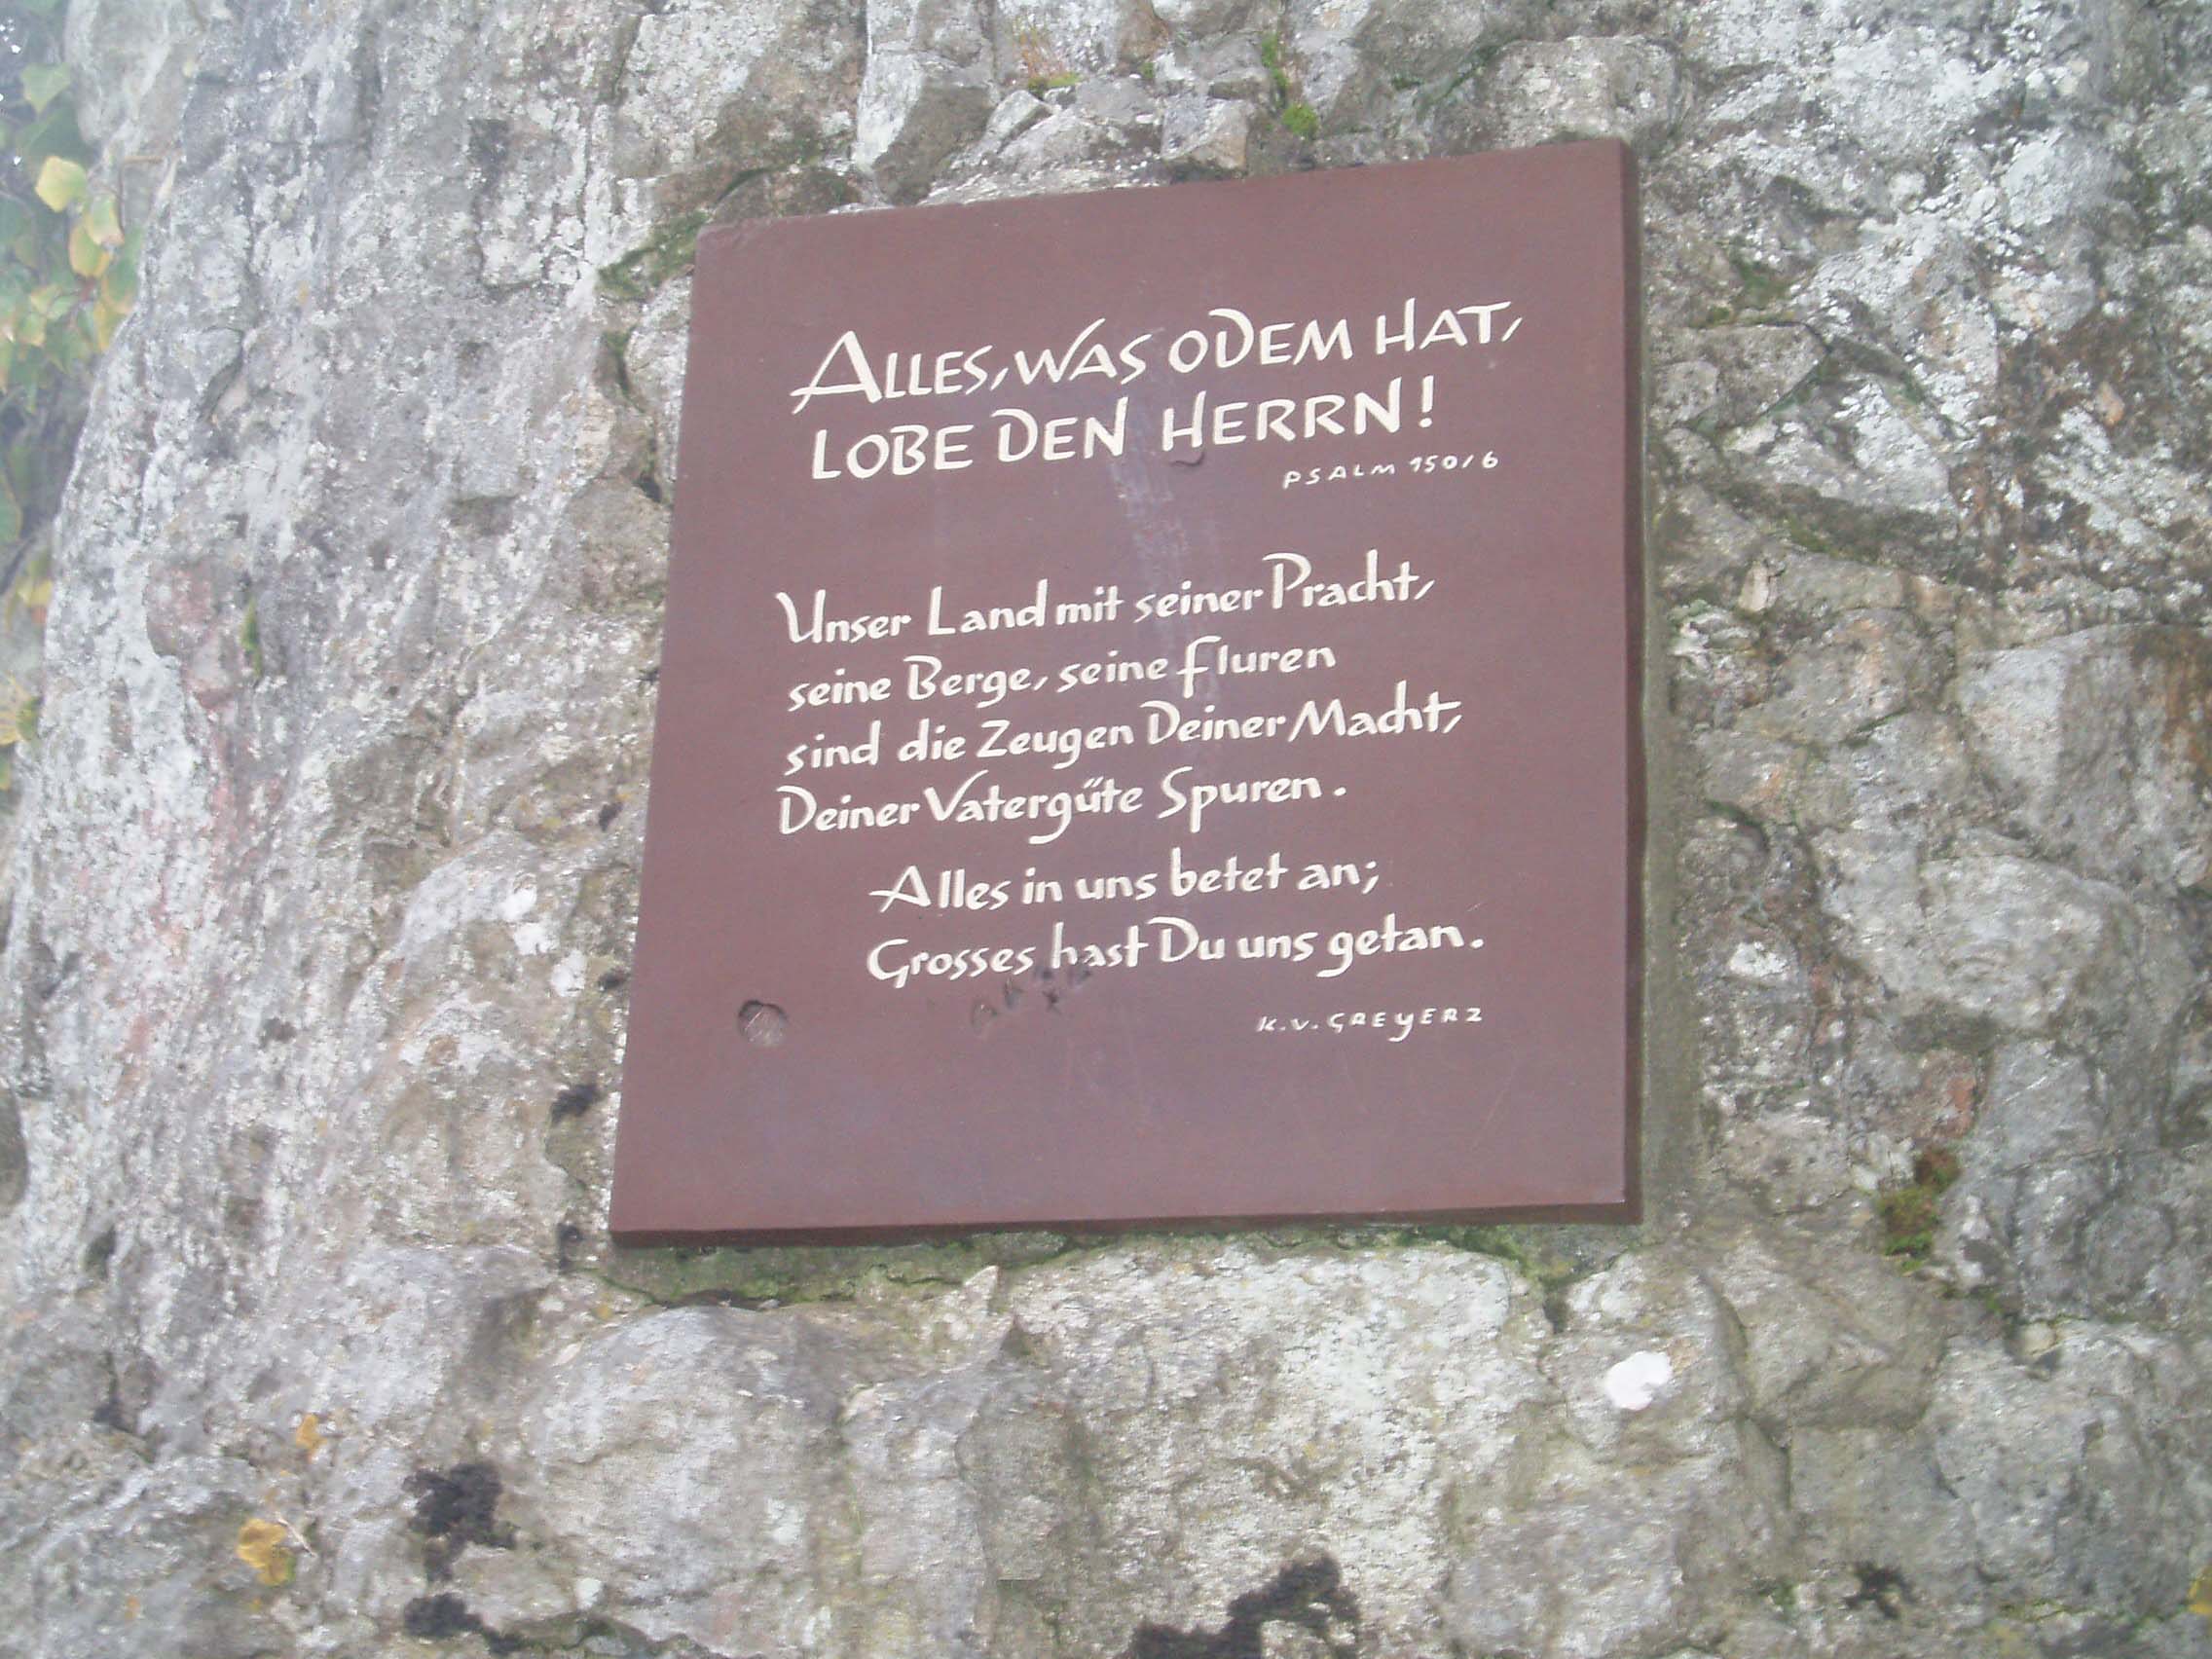 ALLES, WAS ODEM HAT,
LOBE DEN HERRN!
PSALM 150/6
Unser Land mit seiner Pracht,
seine Berge, seine Fluren
sind die Zeugen Deiner Macht,
Deiner Vatergüte Spuren.
Alles in uns betet an;
Grosses hast Du uns getan.
K. V. GREYERZ